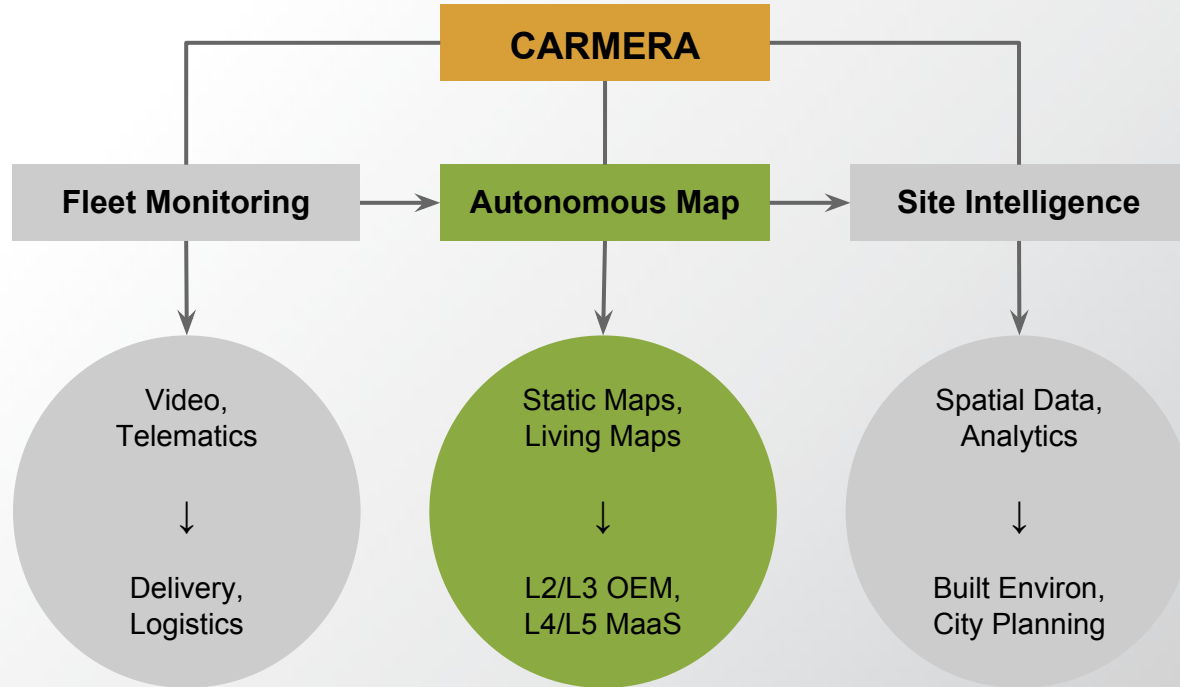 CARMERA
Fleet Monitoring
Autonomous Map
Site Intelligence
Video,
Telematics
↓
Delivery,
Logistics
Static Maps,
Living Maps
↓
L2/L3 OEM,
L4/L5 MaaS
Spatial Data,
Analytics
↓
Built Environ,
City Planning